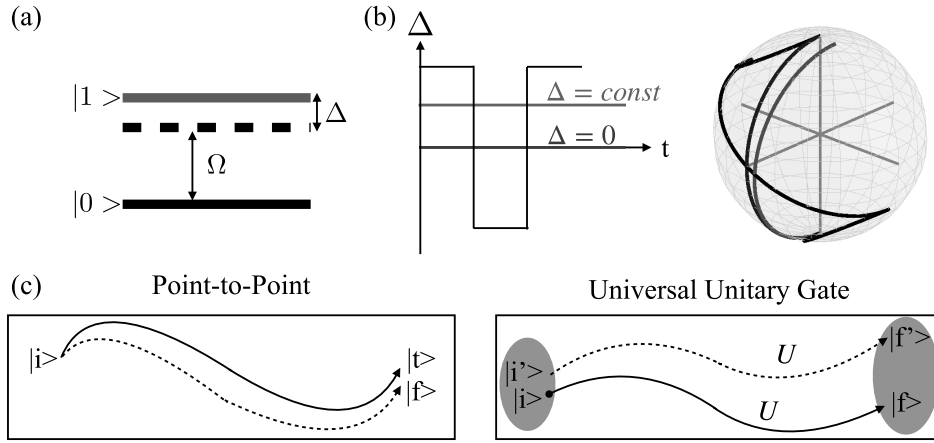 (a)
|1>
Δ
Ω
|0>
(b)
Δ
Δ = const
Δ = 0
t
(c)
Point-to-Point
|i>
|t>
|f>
Universal Unitary Gate
|i'>
|i>
U
U
|f'>
|f>